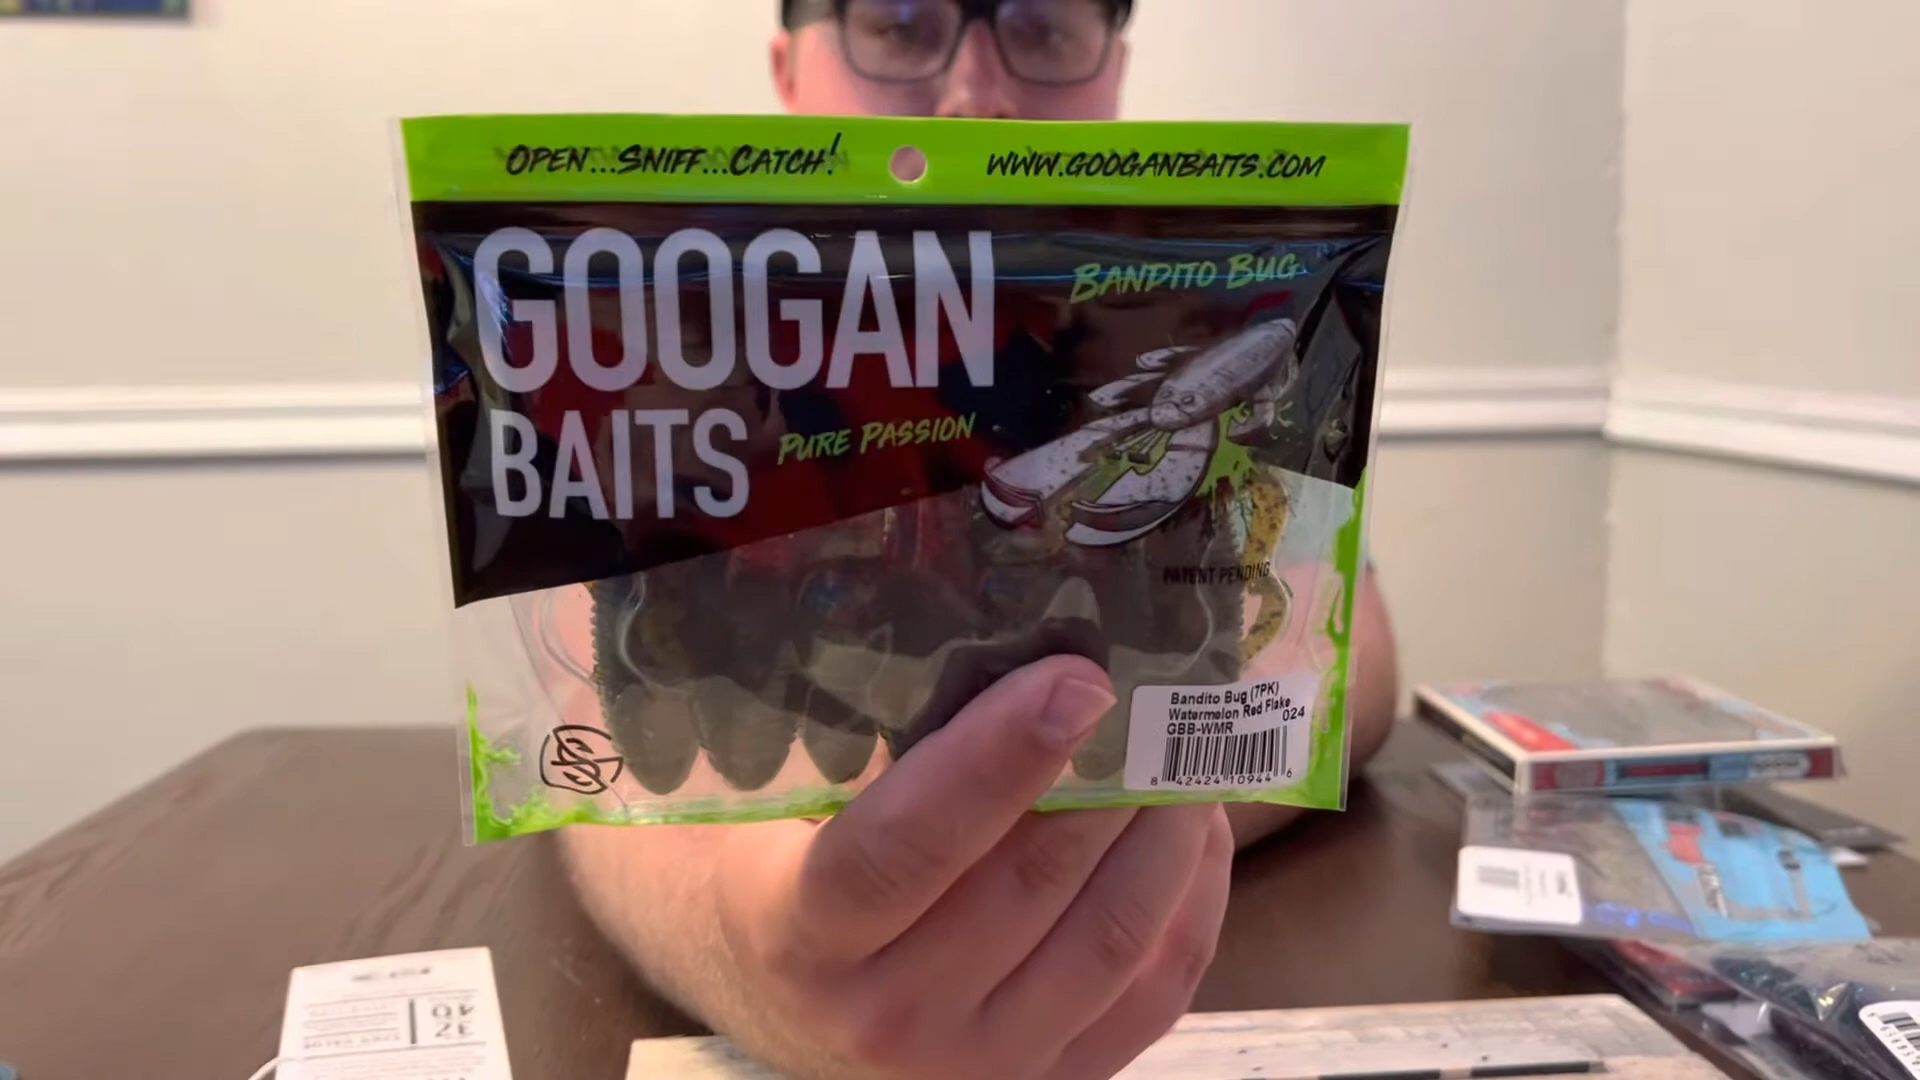 OPEN...SNIFF...CATCH!
WWW.GOOGANBAITS.COM
GOOGAN
BAITS
PURE PASSION
BANDITO BUG
PATENT PENDING
Bandito Bug (7PK)
Watermelon Red Flake
024
GBB-WMR
8 42424 10944 6